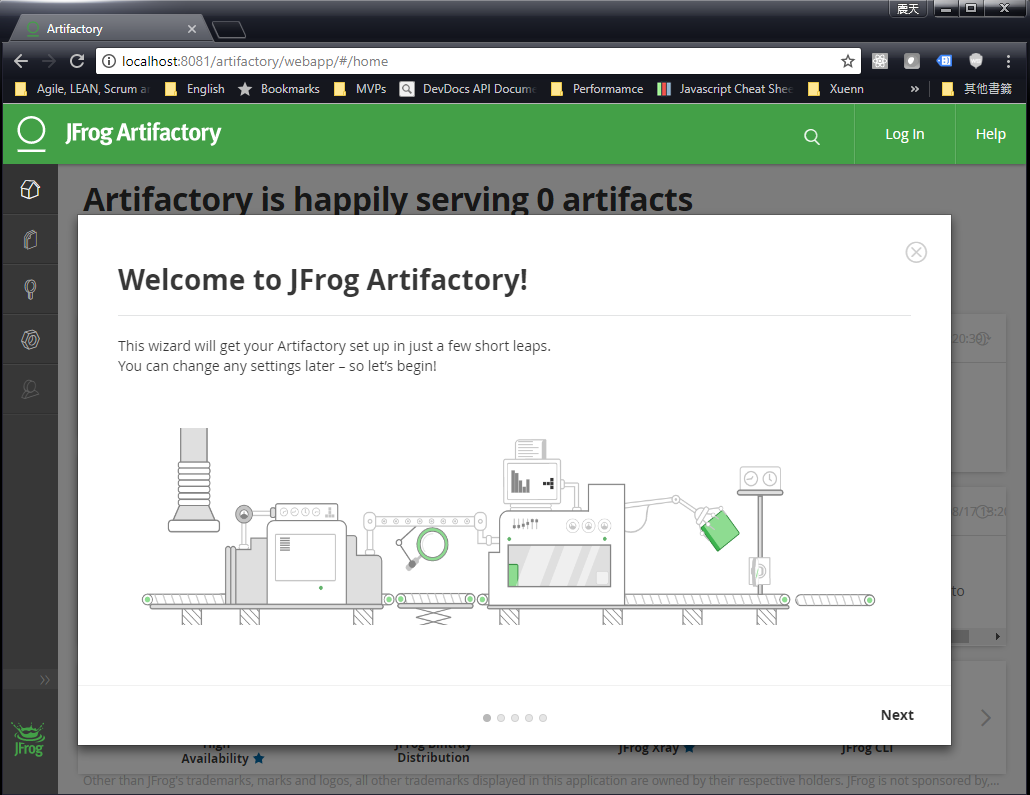 震天
Artifactory
localhost:8081/artifactory/webapp/#/home
Agile, LEAN, Scrum an
English
Bookmarks
MVPs
DevDocs API Docume
Performamce
Javascript Cheat Shee
Xuenn
»
其他書籤
JFrog Artifactory
Log In
Help
Artifactory is happily serving 0 artifacts
Welcome to JFrog Artifactory!
This wizard will get your Artifactory set up in just a few short leaps.
You can change any settings later – so let's begin!
to
Next
JFrog
High
Availability
JFrog Bintray
Distribution
JFrog Xray
JFrog CLI
Other than JFrog's trademarks, marks and logos, all other trademarks displayed in this application are owned by their respective holders. JFrog is not sponsored by,...